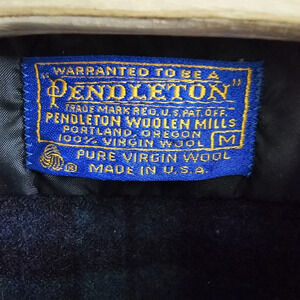 "WARRANTED TO BE A
PENDLETON"
TRADE MARK REG. U.S. PAT. OFF.
PENDLETON WOOLEN MILLS
PORTLAND, OREGON
100% VIRGIN WOOL M
PURE VIRGIN WOOL
® MADE IN U.S.A.